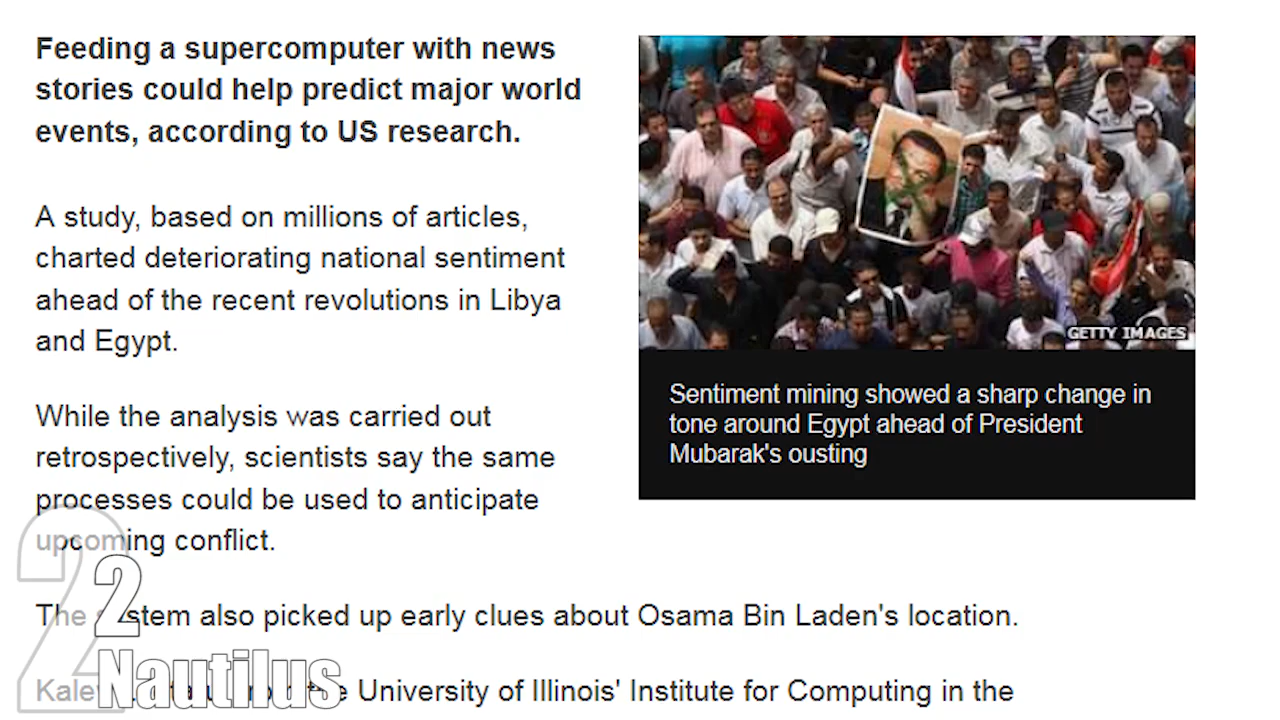 Feeding a supercomputer with news
stories could help predict major world
events, according to US research.
A study, based on millions of articles,
charted deteriorating national sentiment
ahead of the recent revolutions in Libya
and Egypt.
While the analysis was carried out
retrospectively, scientists say the same
processes could be used to anticipate
upcoming conflict.
The system also picked up early clues about Osama Bin Laden's location.
University of Illinois' Institute for Computing in the
GETTY IMAGES
Sentiment mining showed a sharp change in
tone around Egypt ahead of President
Mubarak's ousting
2
2
Nautilus